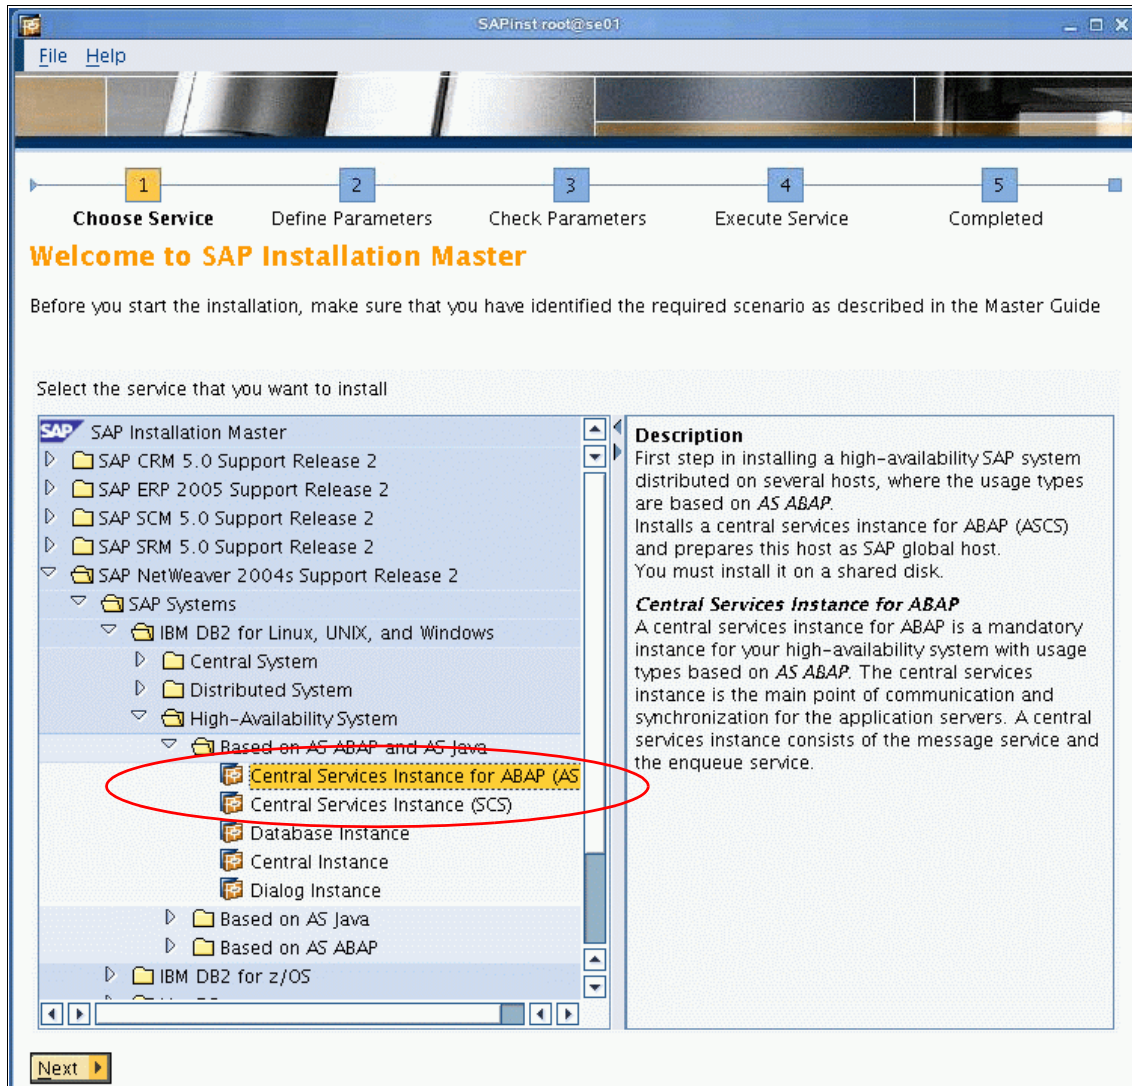 SAPinst root@se01
File Help
1 2 3 4 5
Choose Service Define Parameters Check Parameters Execute Service Completed
Welcome to SAP Installation Master
Before you start the installation, make sure that you have identified the required scenario as described in the Master Guide
Select the service that you want to install
SAP SAP Installation Master
SAP CRM 5.0 Support Release 2
SAP ERP 2005 Support Release 2
SAP SCM 5.0 Support Release 2
SAP SRM 5.0 Support Release 2
SAP NetWeaver 2004s Support Release 2
SAP Systems
IBM DB2 for Linux, UNIX, and Windows
Central System
Distributed System
High-Availability System
Based on AS ABAP and AS Java
Central Services Instance for ABAP (AS
Central Services Instance (SCS)
Database Instance
Central Instance
Dialog Instance
Based on AS Java
Based on AS ABAP
IBM DB2 for z/OS
Description
First step in installing a high-availability SAP system
distributed on several hosts, where the usage types
are based on AS ABAP.
Installs a central services instance for ABAP (ASCS)
and prepares this host as SAP global host.
You must install it on a shared disk.
Central Services Instance for ABAP
A central services instance for ABAP is a mandatory
instance for your high-availability system with usage
types based on AS ABAP. The central services
instance is the main point of communication and
synchronization for the application servers. A central
services instance consists of the message service and
the enqueue service.
Next